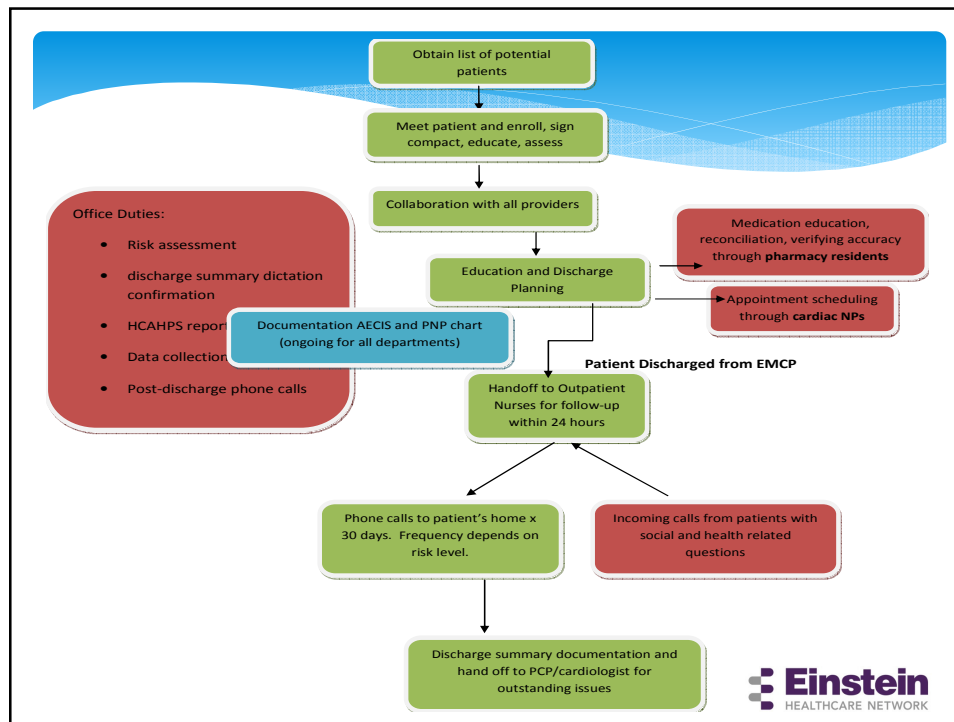 Obtain list of potential
patients
Meet patient and enroll, sign
compact, educate, assess
Collaboration with all providers
Office Duties:
• Risk assessment
• discharge summary dictation
confirmation
• HCAHPS report
• Data collection
• Post-discharge phone calls
Medication education,
reconciliation, verifying accuracy
through pharmacy residents
Education and Discharge
Planning
Appointment scheduling
through cardiac NPs
Documentation AECIS and PNP chart
(ongoing for all departments)
Patient Discharged from EMCP
Handoff to Outpatient
Nurses for follow-up
within 24 hours
Phone calls to patient’s home x
30 days. Frequency depends on
risk level.
Incoming calls from patients with
social and health related
questions
Discharge summary documentation and
hand off to PCP/cardiologist for
outstanding issues
Einstein
HEALTHCARE NETWORK